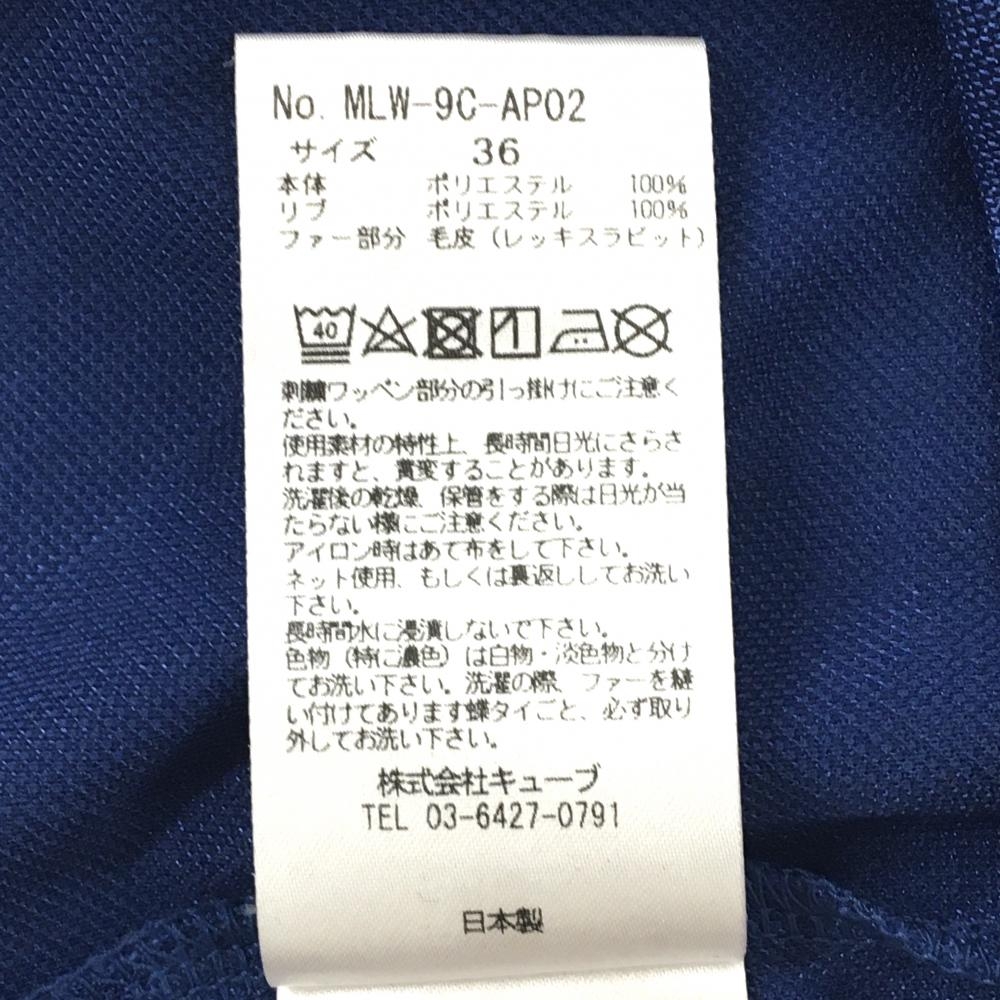 No. MLW-9C-AP02
サイズ 36
本体 ポリエステル 100%
リブ ポリエステル 100%
ファー部分 毛皮（レッキスラビット）
40
刺繍ワッペン部分の引っ掛けにご注意く
ださい。
使用素材の特性上、長時間日光にさらさ
れますと、黄変することがあります。
洗濯後の乾燥、保管をする際は日光が当
たらない様にご注意ください。
アイロン時はあて布をして下さい。
ネット使用、もしくは裏返ししてお洗い
下さい。
長時間水に浸漬しないで下さい。
色物（特に濃色）は白物・淡色物と分け
てお洗い下さい。洗濯の際、ファーを縫
い付けてあります蝶タイごと、必ず取り
外してお洗い下さい。
株式会社キューブ
TEL 03-6427-0791
日本製